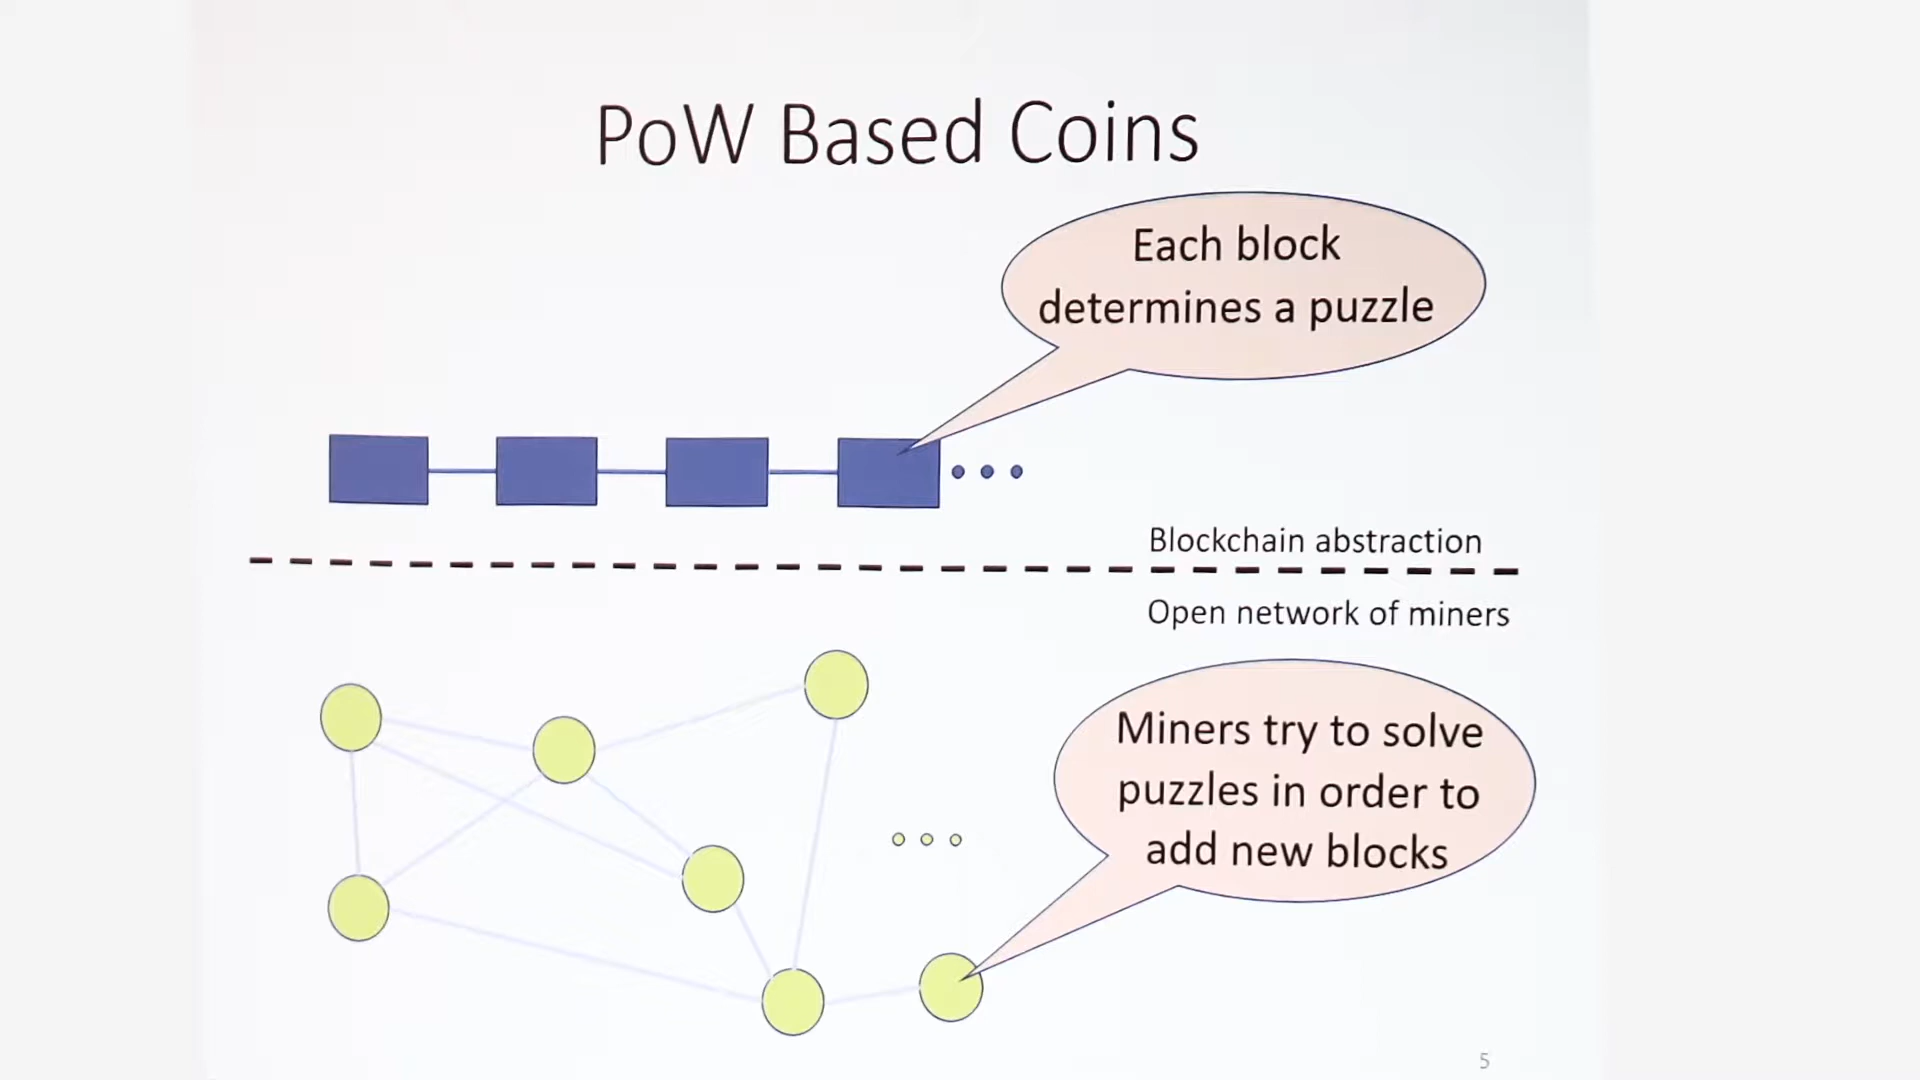 PoW Based Coins
Each block
determines a puzzle
Blockchain abstraction
Open network of miners
Miners try to solve
puzzles in order to
add new blocks
5